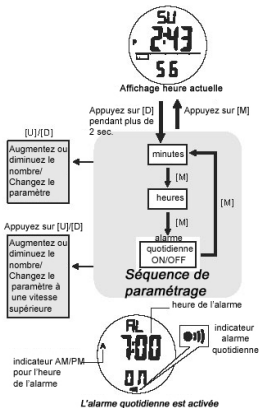 SU
P 2:43
56
Affichage heure actuelle
Appuyez sur [D]
pendant plus de
2 sec.
Appuyez sur [M]
[U]/[D]
Augmentez ou
diminuez le
nombre/
Changez le
paramètre
minutes
[M]
heures
[M]
[M]
alarme
quotidienne
ON/OFF
Appuyez sur [U]/[D]
Augmentez ou
diminuez le
nombre/
Changez le
paramètre à
une vitesse
supérieure
Séquence de
paramétrage
heure de l'alarme
AL
A 7:00
on
indicateur
alarme
quotidienne
indicateur AM/PM
pour l'heure
de l'alarme
L'alarme quotidienne est activée